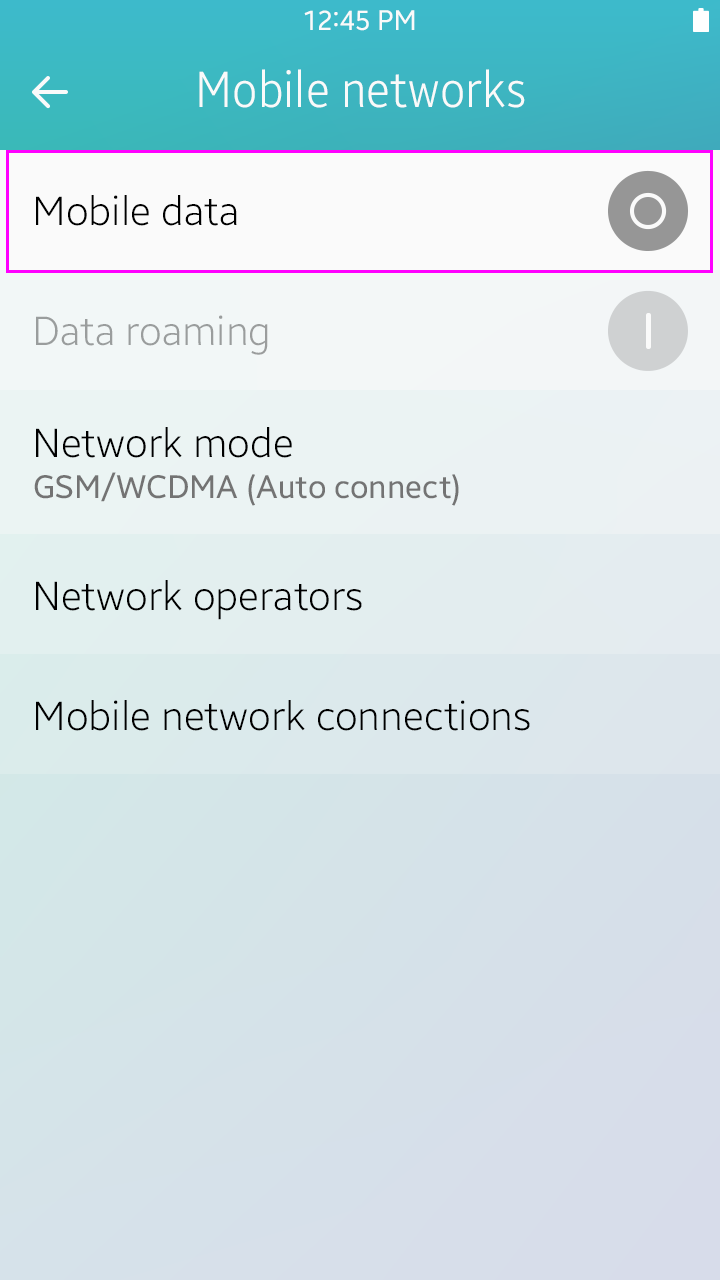 12:45 PM
Mobile networks
Mobile data
Data roaming
Network mode
GSM/WCDMA (Auto connect)
Network operators
Mobile network connections